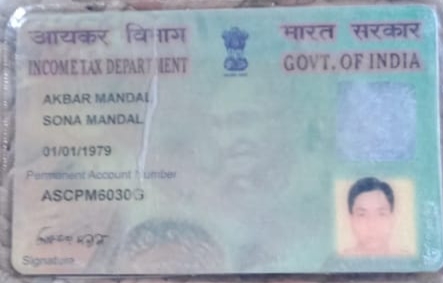 आयकर विभाग
भारत सरकार
INCOME TAX DEPARTMENT
GOVT. OF INDIA
AKBAR MANDAL
SONA MANDAL
01/01/1979
Permanent Account Number
ASCPM6030G
Signature